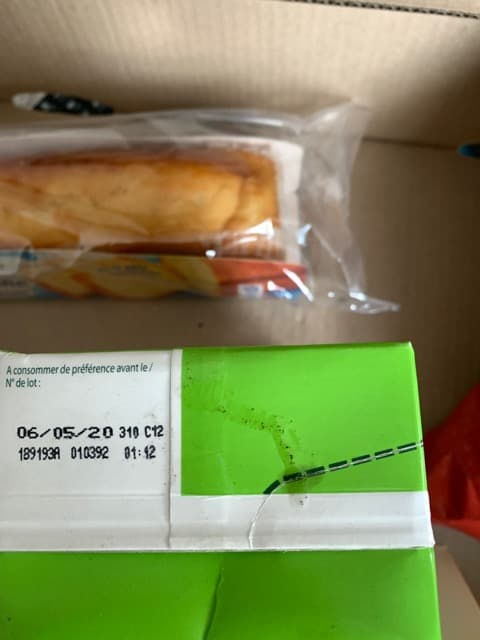 A consommer de préférence avant le /
N° de lot :
06/05/20 310 C12
189193A 010392 01:12